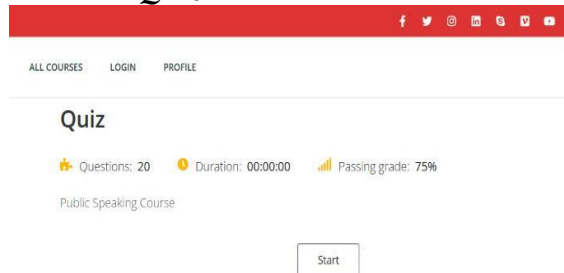 ALL COURSES LOGIN PROFILE
Quiz
Questions: 20 Duration: 00:00:00 Passing grade: 75%
Public Speaking Course
Start